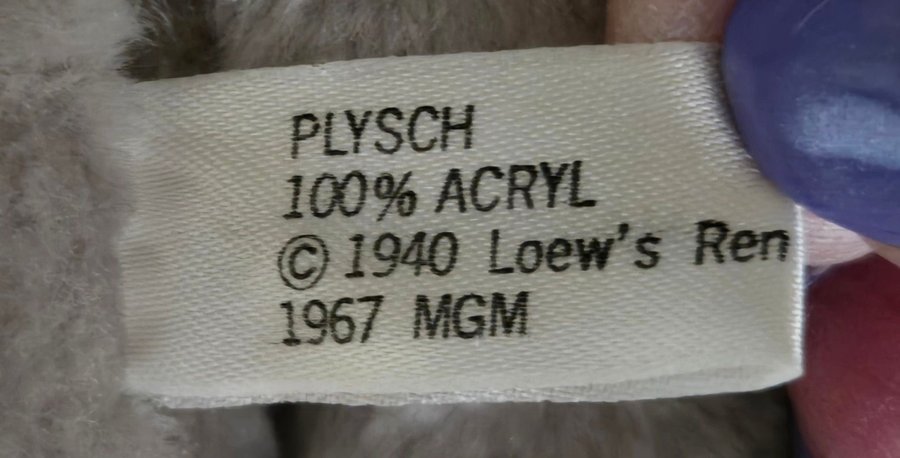 PLYSCH
100% ACRYL
© 1940 Loew's Ren
1967 MGM